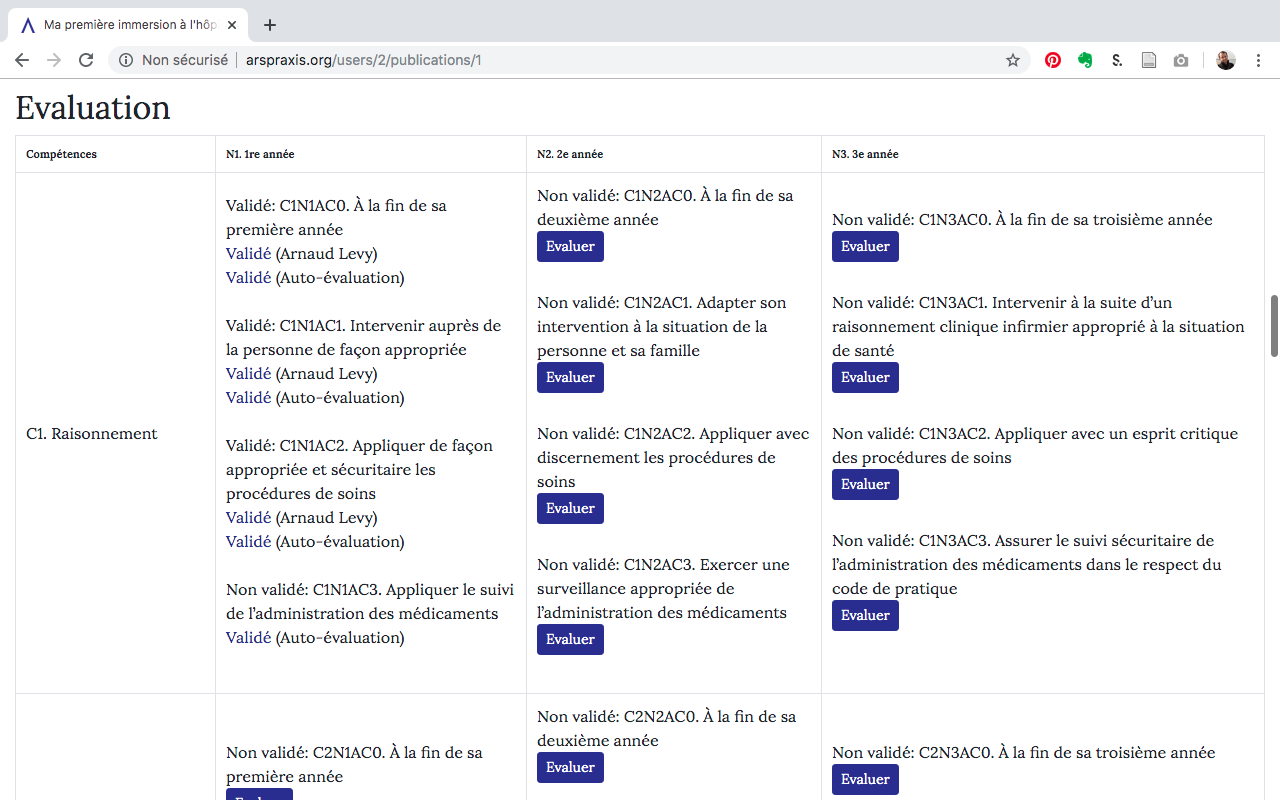 Ma première immersion à l'hôp
Non sécurisé
arspraxis.org/users/2/publications/1
S.
Evaluation
Compétences
N1. 1re année
N2. 2e année
N3. 3e année
C1. Raisonnement
Validé: C1N1AC0. À la fin de sa
première année
Validé (Arnaud Levy)
Validé (Auto-évaluation)
Validé: C1N1AC1. Intervenir auprès de
la personne de façon appropriée
Validé (Arnaud Levy)
Validé (Auto-évaluation)
Validé: C1N1AC2. Appliquer de façon
appropriée et sécuritaire les
procédures de soins
Validé (Arnaud Levy)
Validé (Auto-évaluation)
Non validé: C1N1AC3. Appliquer le suivi
de l’administration des médicaments
Validé (Auto-évaluation)
Non validé: C1N2AC0. À la fin de sa
deuxième année
Evaluer
Non validé: C1N2AC1. Adapter son
intervention à la situation de la
personne et sa famille
Evaluer
Non validé: C1N2AC2. Appliquer avec
discernement les procédures de
soins
Evaluer
Non validé: C1N2AC3. Exercer une
surveillance appropriée de
l’administration des médicaments
Evaluer
Non validé: C1N3AC0. À la fin de sa troisième année
Evaluer
Non validé: C1N3AC1. Intervenir à la suite d’un
raisonnement clinique infirmier approprié à la situation
de santé
Evaluer
Non validé: C1N3AC2. Appliquer avec un esprit critique
des procédures de soins
Evaluer
Non validé: C1N3AC3. Assurer le suivi sécuritaire de
l’administration des médicaments dans le respect du
code de pratique
Evaluer
Non validé: C2N1AC0. À la fin de sa
première année
Evaluer
Non validé: C2N2AC0. À la fin de sa
deuxième année
Evaluer
Non validé: C2N3AC0. À la fin de sa troisième année
Evaluer